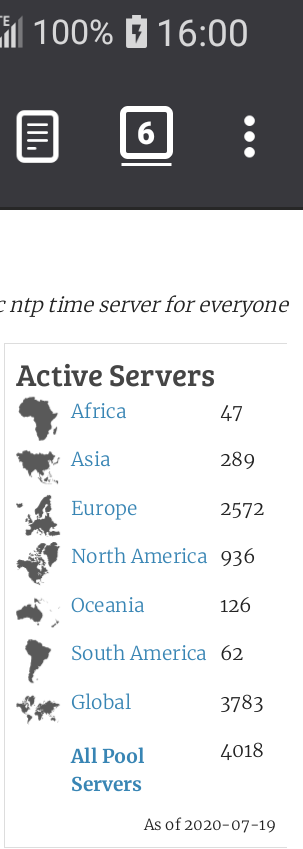 100% 16:00
6
ntp time server for everyone
Active Servers
Africa 47
Asia 289
Europe 2572
North America 936
Oceania 126
South America 62
Global 3783
All Pool 4018
Servers
As of 2020-07-19